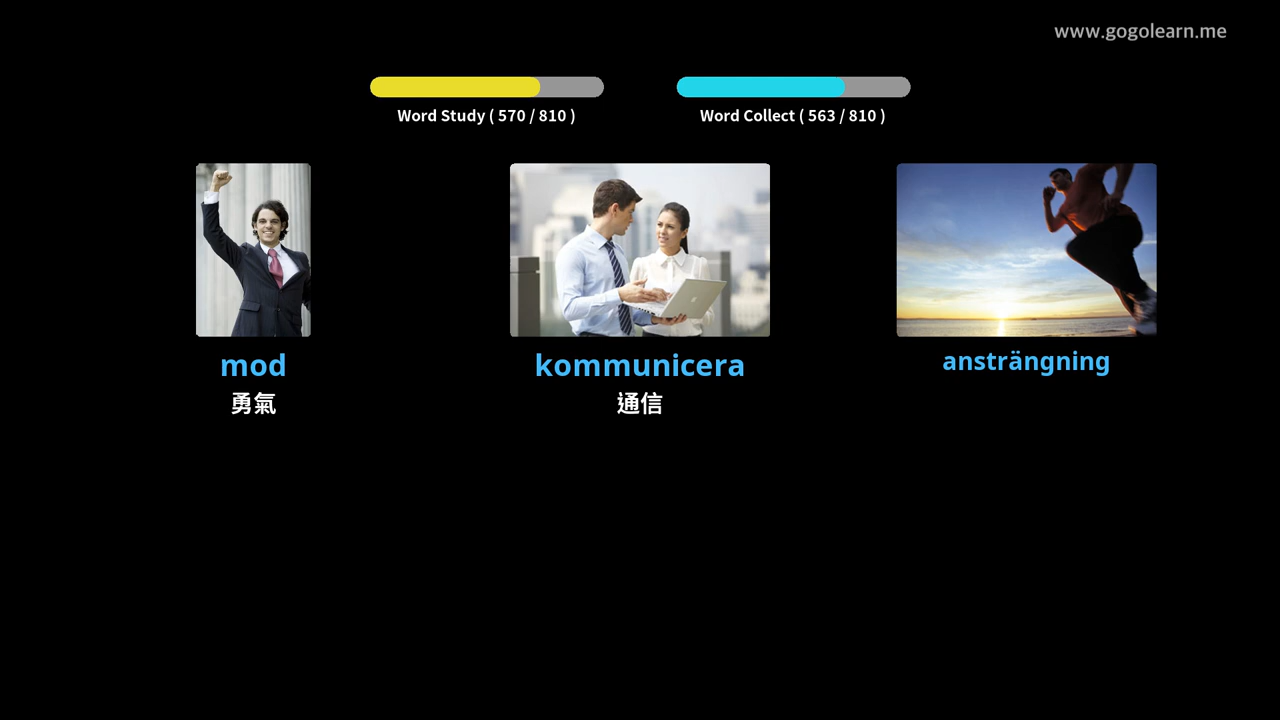 www.gogolearn.me
Word Study ( 570 / 810 )
Word Collect ( 563 / 810 )
mod
勇氣
kommunicera
通信
ansträngning